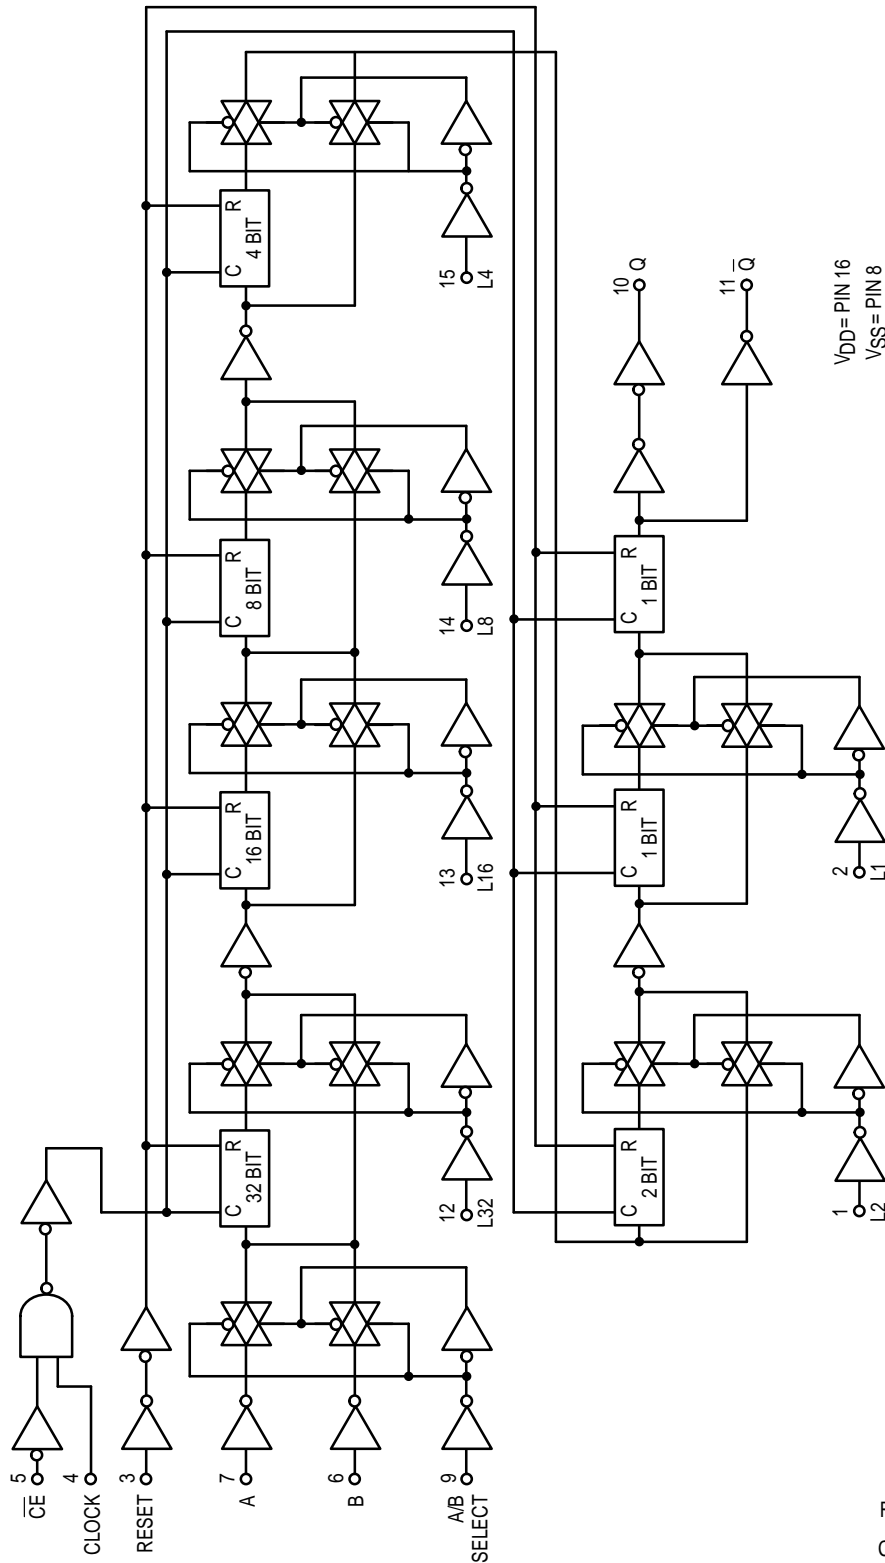 5
C̅E̅
4
CLOCK
3
RESET
7
A
6
B
9
A/B
SELECT
C
32 BIT
R
12
L32
C
16 BIT
R
13
L16
C
8 BIT
R
14
L8
C
4 BIT
R
15
L4
C
2 BIT
R
1
L2
C
1 BIT
R
2
L1
C
1 BIT
R
10
Q
11
Q̅
VDD = PIN 16
VSS = PIN 8